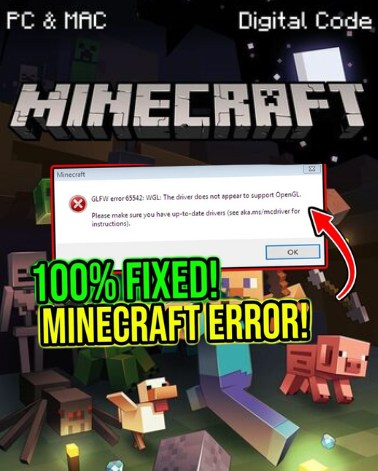 PC & MAC
Digital Code
MINECRAFT
Minecraft
GLFW error 65542: WGL: The driver does not appear to support OpenGL.
Please make sure you have up-to-date drivers (see aka.ms/mcdriver for
instructions).
OK
100% FIXED!
MINECRAFT ERROR!